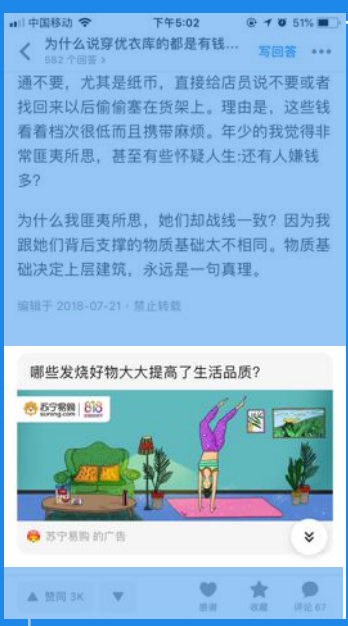 中国移动 下午5:02 51%
为什么说穿优衣库的都是有钱... 写回答
582 个回答 >
通不要，尤其是纸币，直接给店员说不要或者
找回来以后偷偷塞在货架上。理由是，这些钱
看着档次很低而且携带麻烦。年少的我觉得非
常匪夷所思，甚至有些怀疑人生:还有人嫌钱
多？
为什么我匪夷所思，她们却战线一致？因为我
跟她们背后支撑的物质基础太不相同。物质基
础决定上层建筑，永远是一句真理。
编辑于 2018-07-21 · 禁止转载
哪些发烧好物大大提高了生活品质？
苏宁易购 818
suning.com
苏宁易购 的广告
赞同 3K
感谢 收藏 评论 67